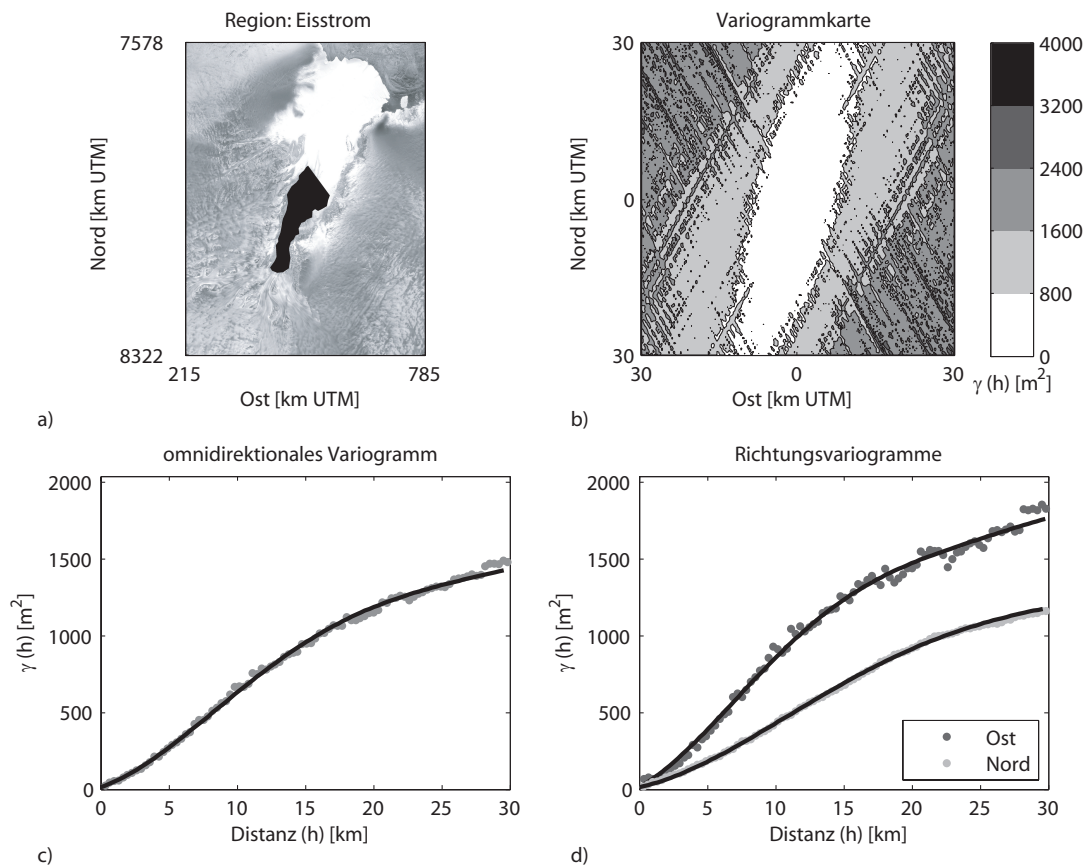 Region: Eisstrom
7578
Nord [km UTM]
8322
215
785
Ost [km UTM]
a)
Variogrammkarte
30
Nord [km UTM]
0
30
30
0
30
Ost [km UTM]
4000
3200
2400
1600
800
0
γ (h) [m²]
b)
omnidirektionales Variogramm
2000
1500
1000
500
0
γ (h) [m²]
0
5
10
15
20
25
30
Distanz (h) [km]
c)
Richtungsvariogramme
2000
1500
1000
500
0
γ (h) [m²]
Ost
Nord
0
5
10
15
20
25
30
Distanz (h) [km]
d)